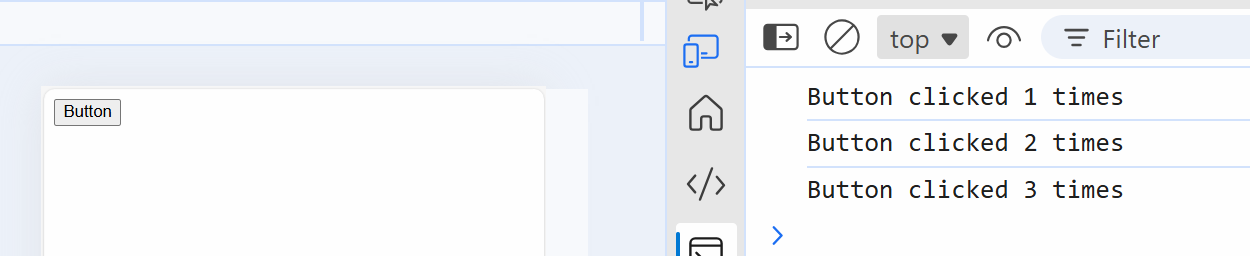 Button
top
Filter
Button clicked 1 times
Button clicked 2 times
Button clicked 3 times